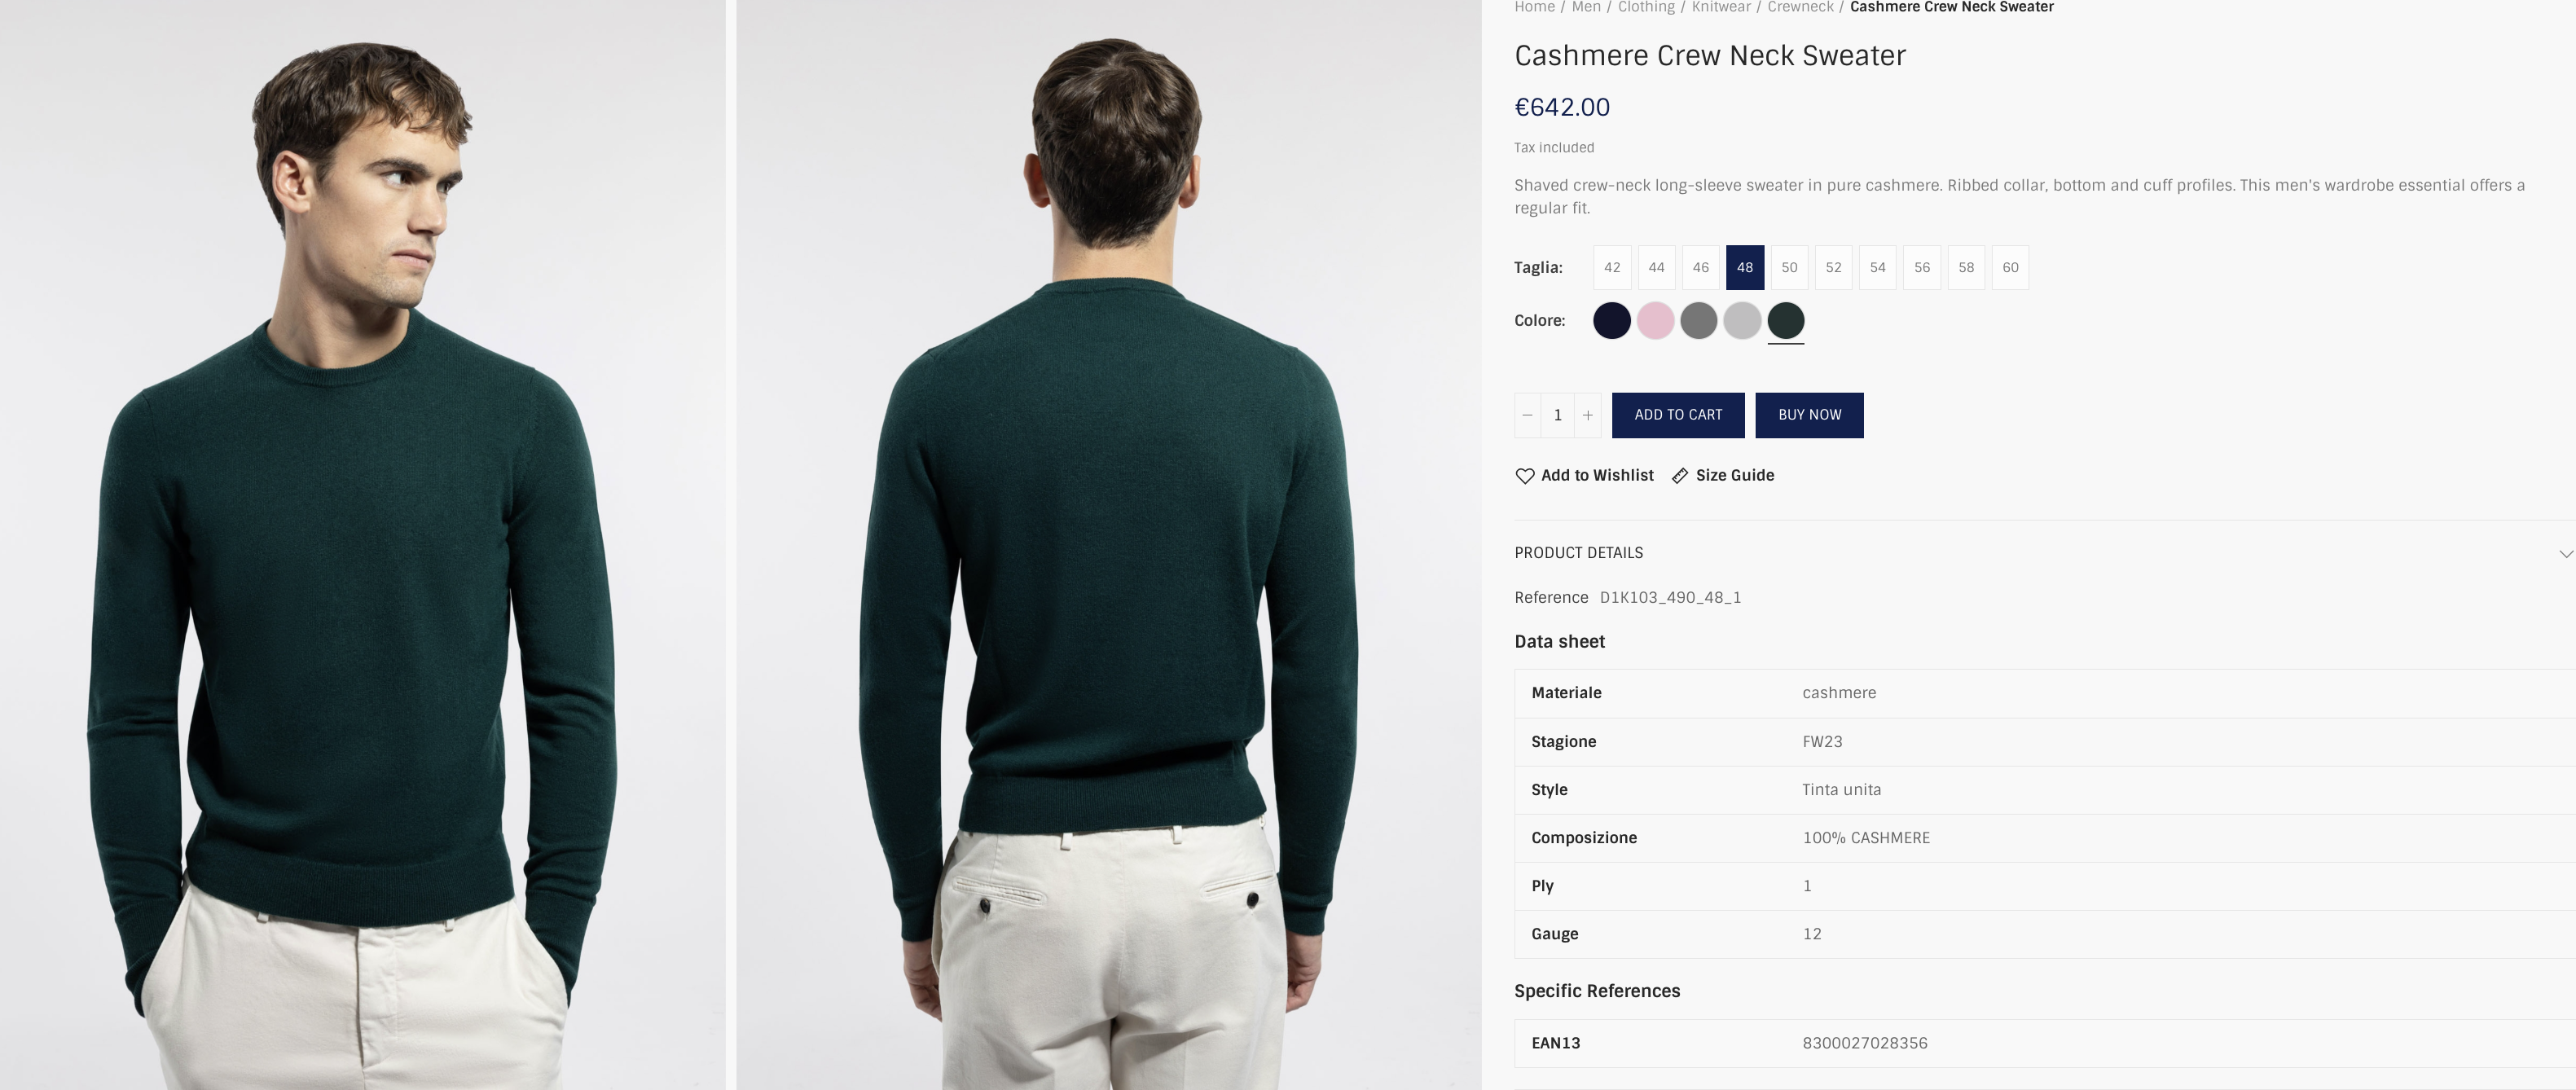 Home / Men / Clothing / Knitwear / Crewneck / Cashmere Crew Neck Sweater
Cashmere Crew Neck Sweater
€642.00
Tax included
Shaved crew-neck long-sleeve sweater in pure cashmere. Ribbed collar, bottom and cuff profiles. This men's wardrobe essential offers a
regular fit.
Taglia: 42 44 46 48 50 52 54 56 58 60
Colore:
− 1 + ADD TO CART BUY NOW
Add to Wishlist Size Guide
PRODUCT DETAILS
Reference D1K103_490_48_1
Data sheet
Materiale cashmere
Stagione FW23
Style Tinta unita
Composizione 100% CASHMERE
Ply 1
Gauge 12
Specific References
EAN13 8300027028356